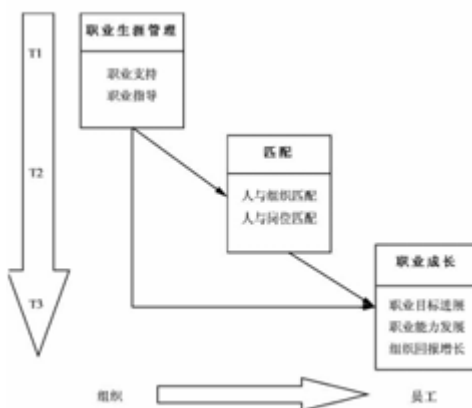 职业生涯管理
T1
职业支持
职业指导
匹配
T2
人与组织匹配
人与岗位匹配
职业成长
T3
职业目标进展
职业能力发展
组织回报增长
组织
员工